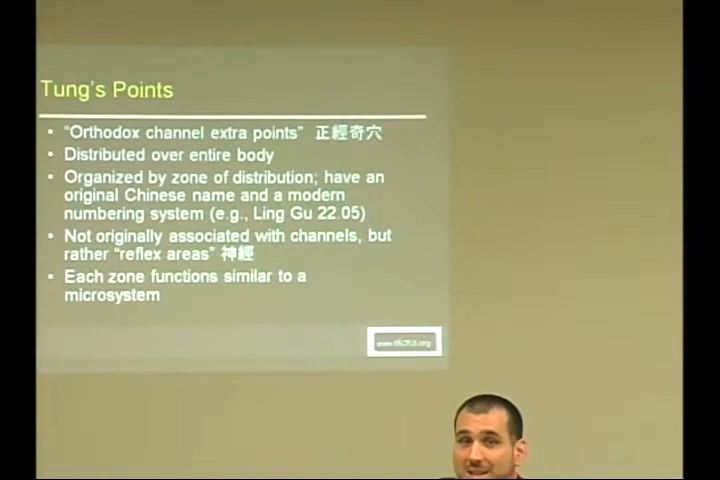 Tung's Points
• "Orthodox channel extra points" 正經奇穴
• Distributed over entire body
• Organized by zone of distribution; have an
original Chinese name and a modern
numbering system (e.g., Ling Gu 22.05)
• Not originally associated with channels, but
rather "reflex areas" 神經
• Each zone functions similar to a
microsystem